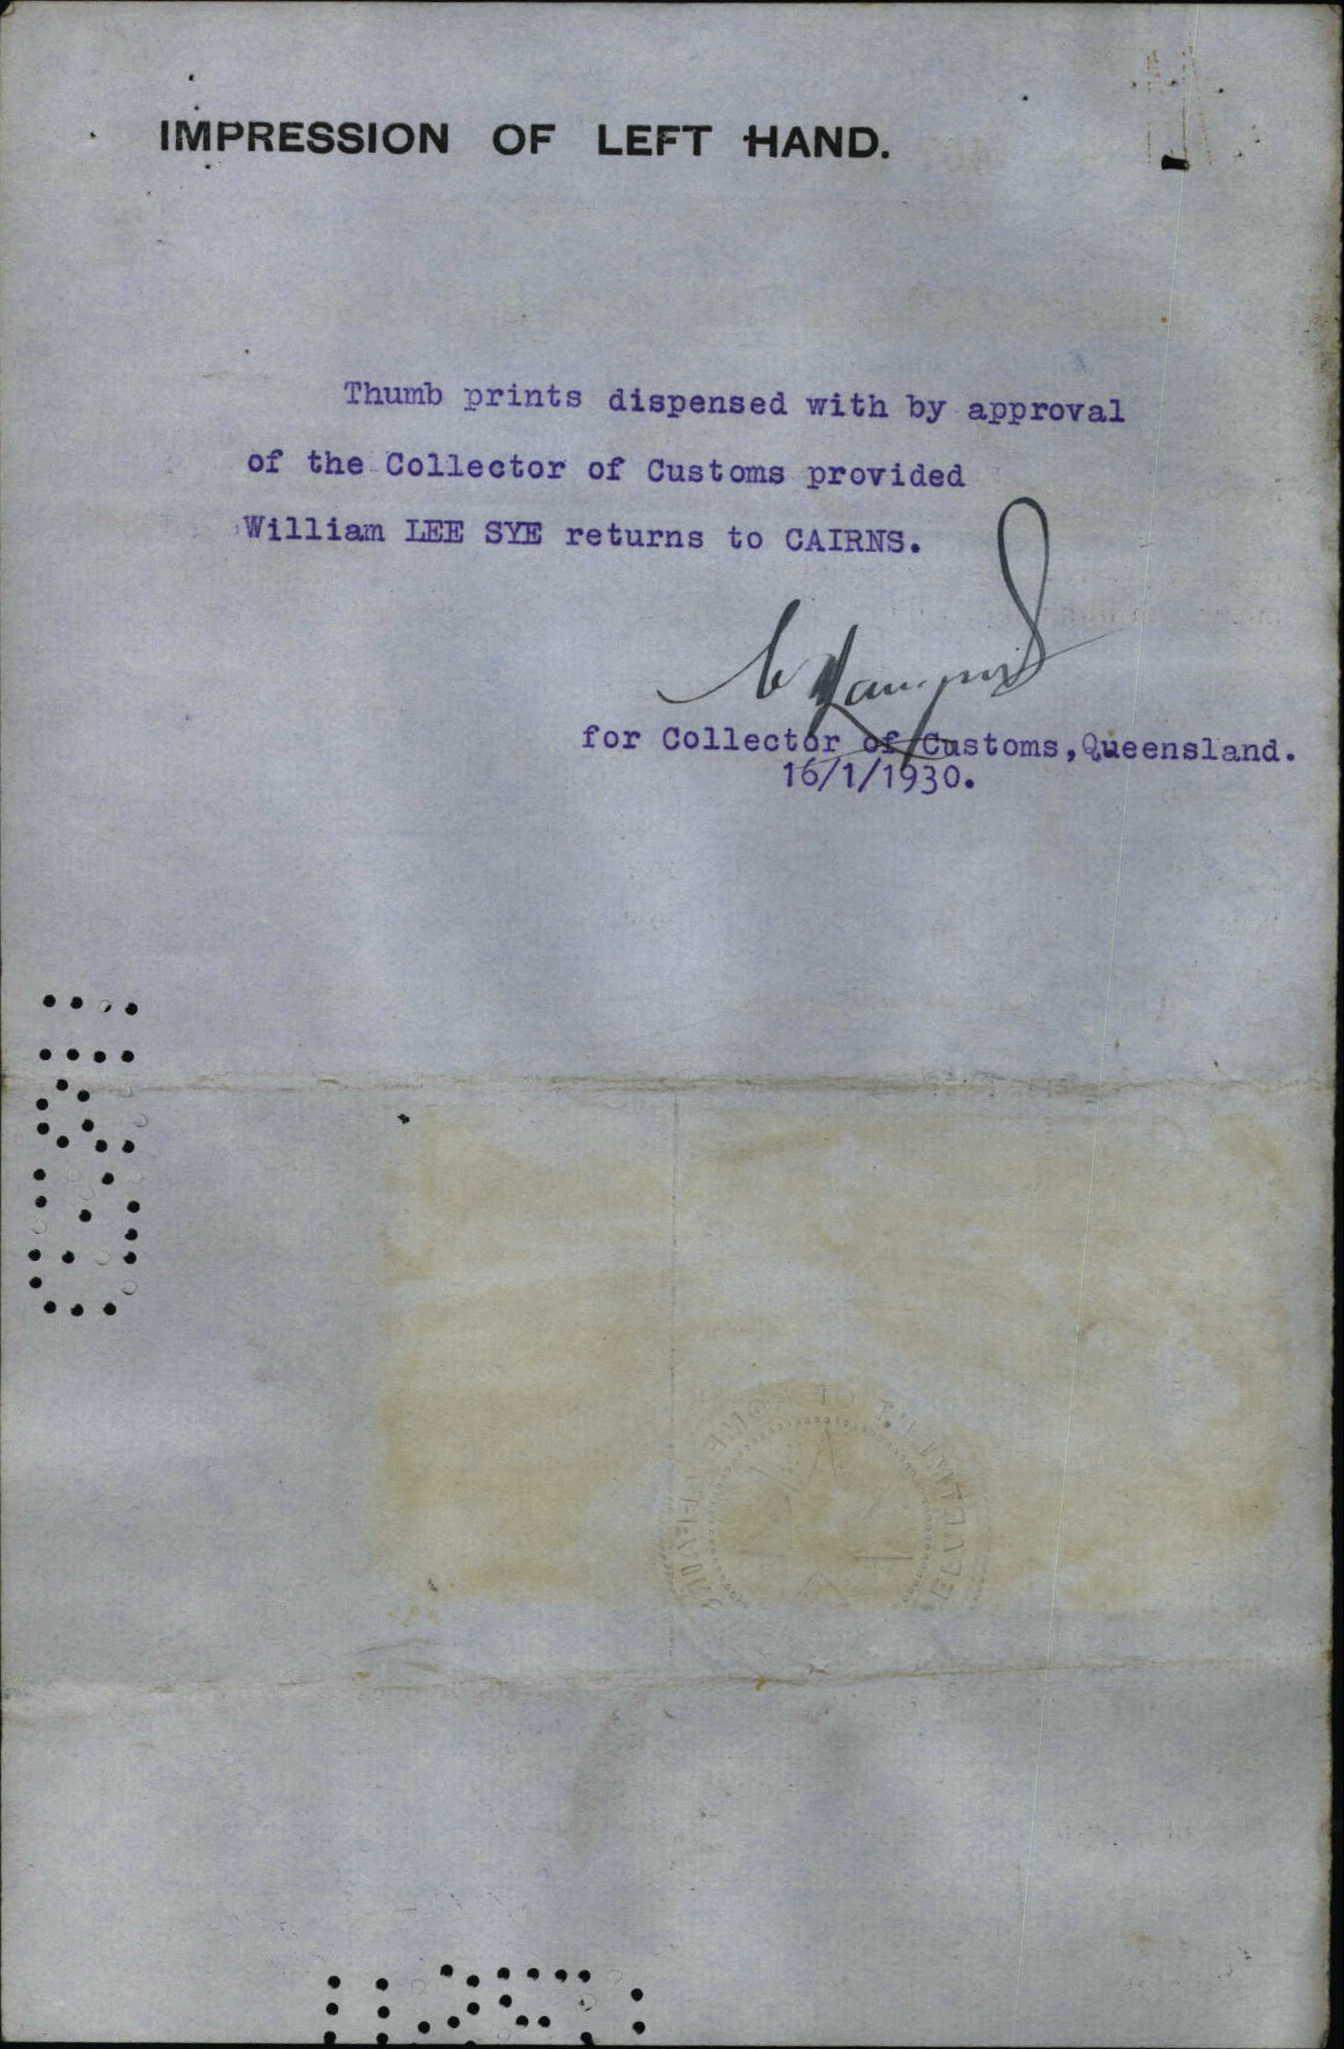 IMPRESSION OF LEFT HAND.
Thumb prints dispensed with by approval
of the Collector of Customs provided
William LEE SYE returns to CAIRNS.
for Collector of Customs, Queensland.
16/1/1930.